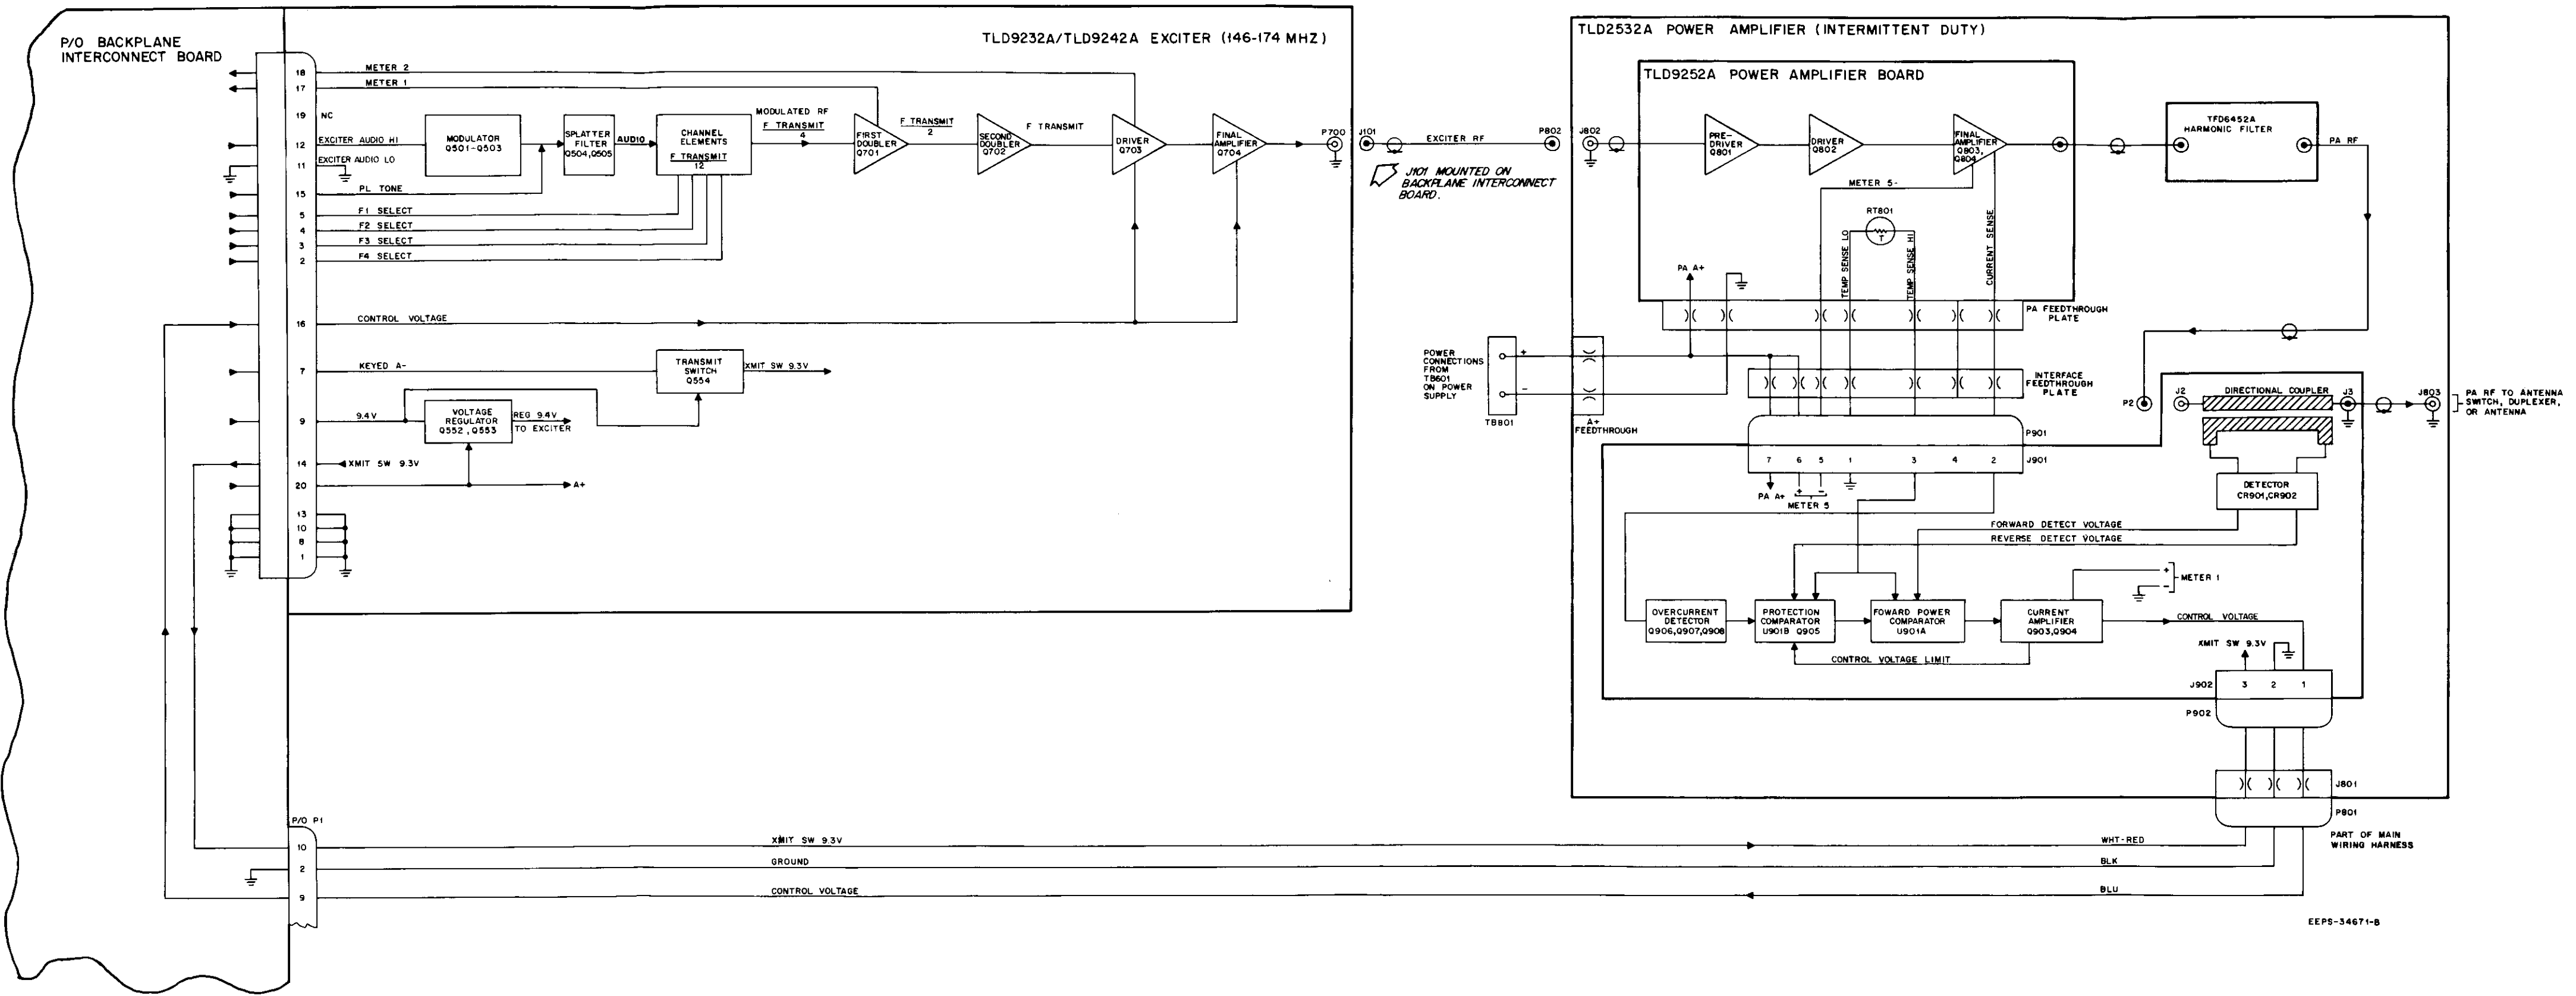 P/O BACKPLANE
INTERCONNECT BOARD
TLD9232A/TLD9242A EXCITER (146-174 MHZ)
18
METER 2
17
METER 1
19
NC
12
EXCITER AUDIO HI
11
EXCITER AUDIO LO
15
PL TONE
5
F1 SELECT
4
F2 SELECT
3
F3 SELECT
2
F4 SELECT
16
CONTROL VOLTAGE
7
KEYED A-
9
9.4V
14
XMIT SW 9.3V
20
A+
13
10
8
1
MODULATOR
Q501-Q503
SPLATTER
FILTER
Q504,Q505
AUDIO
CHANNEL
ELEMENTS
F TRANSMIT
12
MODULATED RF
F TRANSMIT
4
FIRST
DOUBLER
Q701
F TRANSMIT
2
SECOND
DOUBLER
Q702
F TRANSMIT
DRIVER
Q703
FINAL
AMPLIFIER
Q704
P700
TRANSMIT
SWITCH
Q554
XMIT SW 9.3V
VOLTAGE
REGULATOR
Q552, Q553
REG 9.4V
TO EXCITER
J101
EXCITER RF
P802
J101 MOUNTED ON
BACKPLANE INTERCONNECT
BOARD.
TLD2532A POWER AMPLIFIER (INTERMITTENT DUTY)
J802
TLD9252A POWER AMPLIFIER BOARD
PRE-
DRIVER
Q801
DRIVER
Q802
FINAL
AMPLIFIER
Q803,
Q804
METER 5-
RT801
T
TEMP SENSE LO
TEMP SENSE HI
CURRENT SENSE
PA A+
PA FEEDTHROUGH
PLATE
TFD6452A
HARMONIC FILTER
PA RF
POWER
CONNECTIONS
FROM
TB601
ON POWER
SUPPLY
+
-
TB801
A+
FEEDTHROUGH
INTERFACE
FEEDTHROUGH
PLATE
P901
J901
7
6
5
1
3
4
2
PA A+
+
-
METER 5
P2
J2
DIRECTIONAL COUPLER
J3
J803
PA RF TO ANTENNA
SWITCH, DUPLEXER,
OR ANTENNA
DETECTOR
CR901,CR902
FORWARD DETECT VOLTAGE
REVERSE DETECT VOLTAGE
+
-
METER 1
OVERCURRENT
DETECTOR
Q906,Q907,Q908
PROTECTION
COMPARATOR
U901B Q905
FOWARD POWER
COMPARATOR
U901A
CURRENT
AMPLIFIER
Q903,Q904
CONTROL VOLTAGE
CONTROL VOLTAGE LIMIT
XMIT SW 9.3V
J902
3
2
1
P902
J801
P801
PART OF MAIN
WIRING HARNESS
P/O P1
10
XMIT SW 9.3V
WHT-RED
2
GROUND
BLK
9
CONTROL VOLTAGE
BLU
EEPS-34671-B